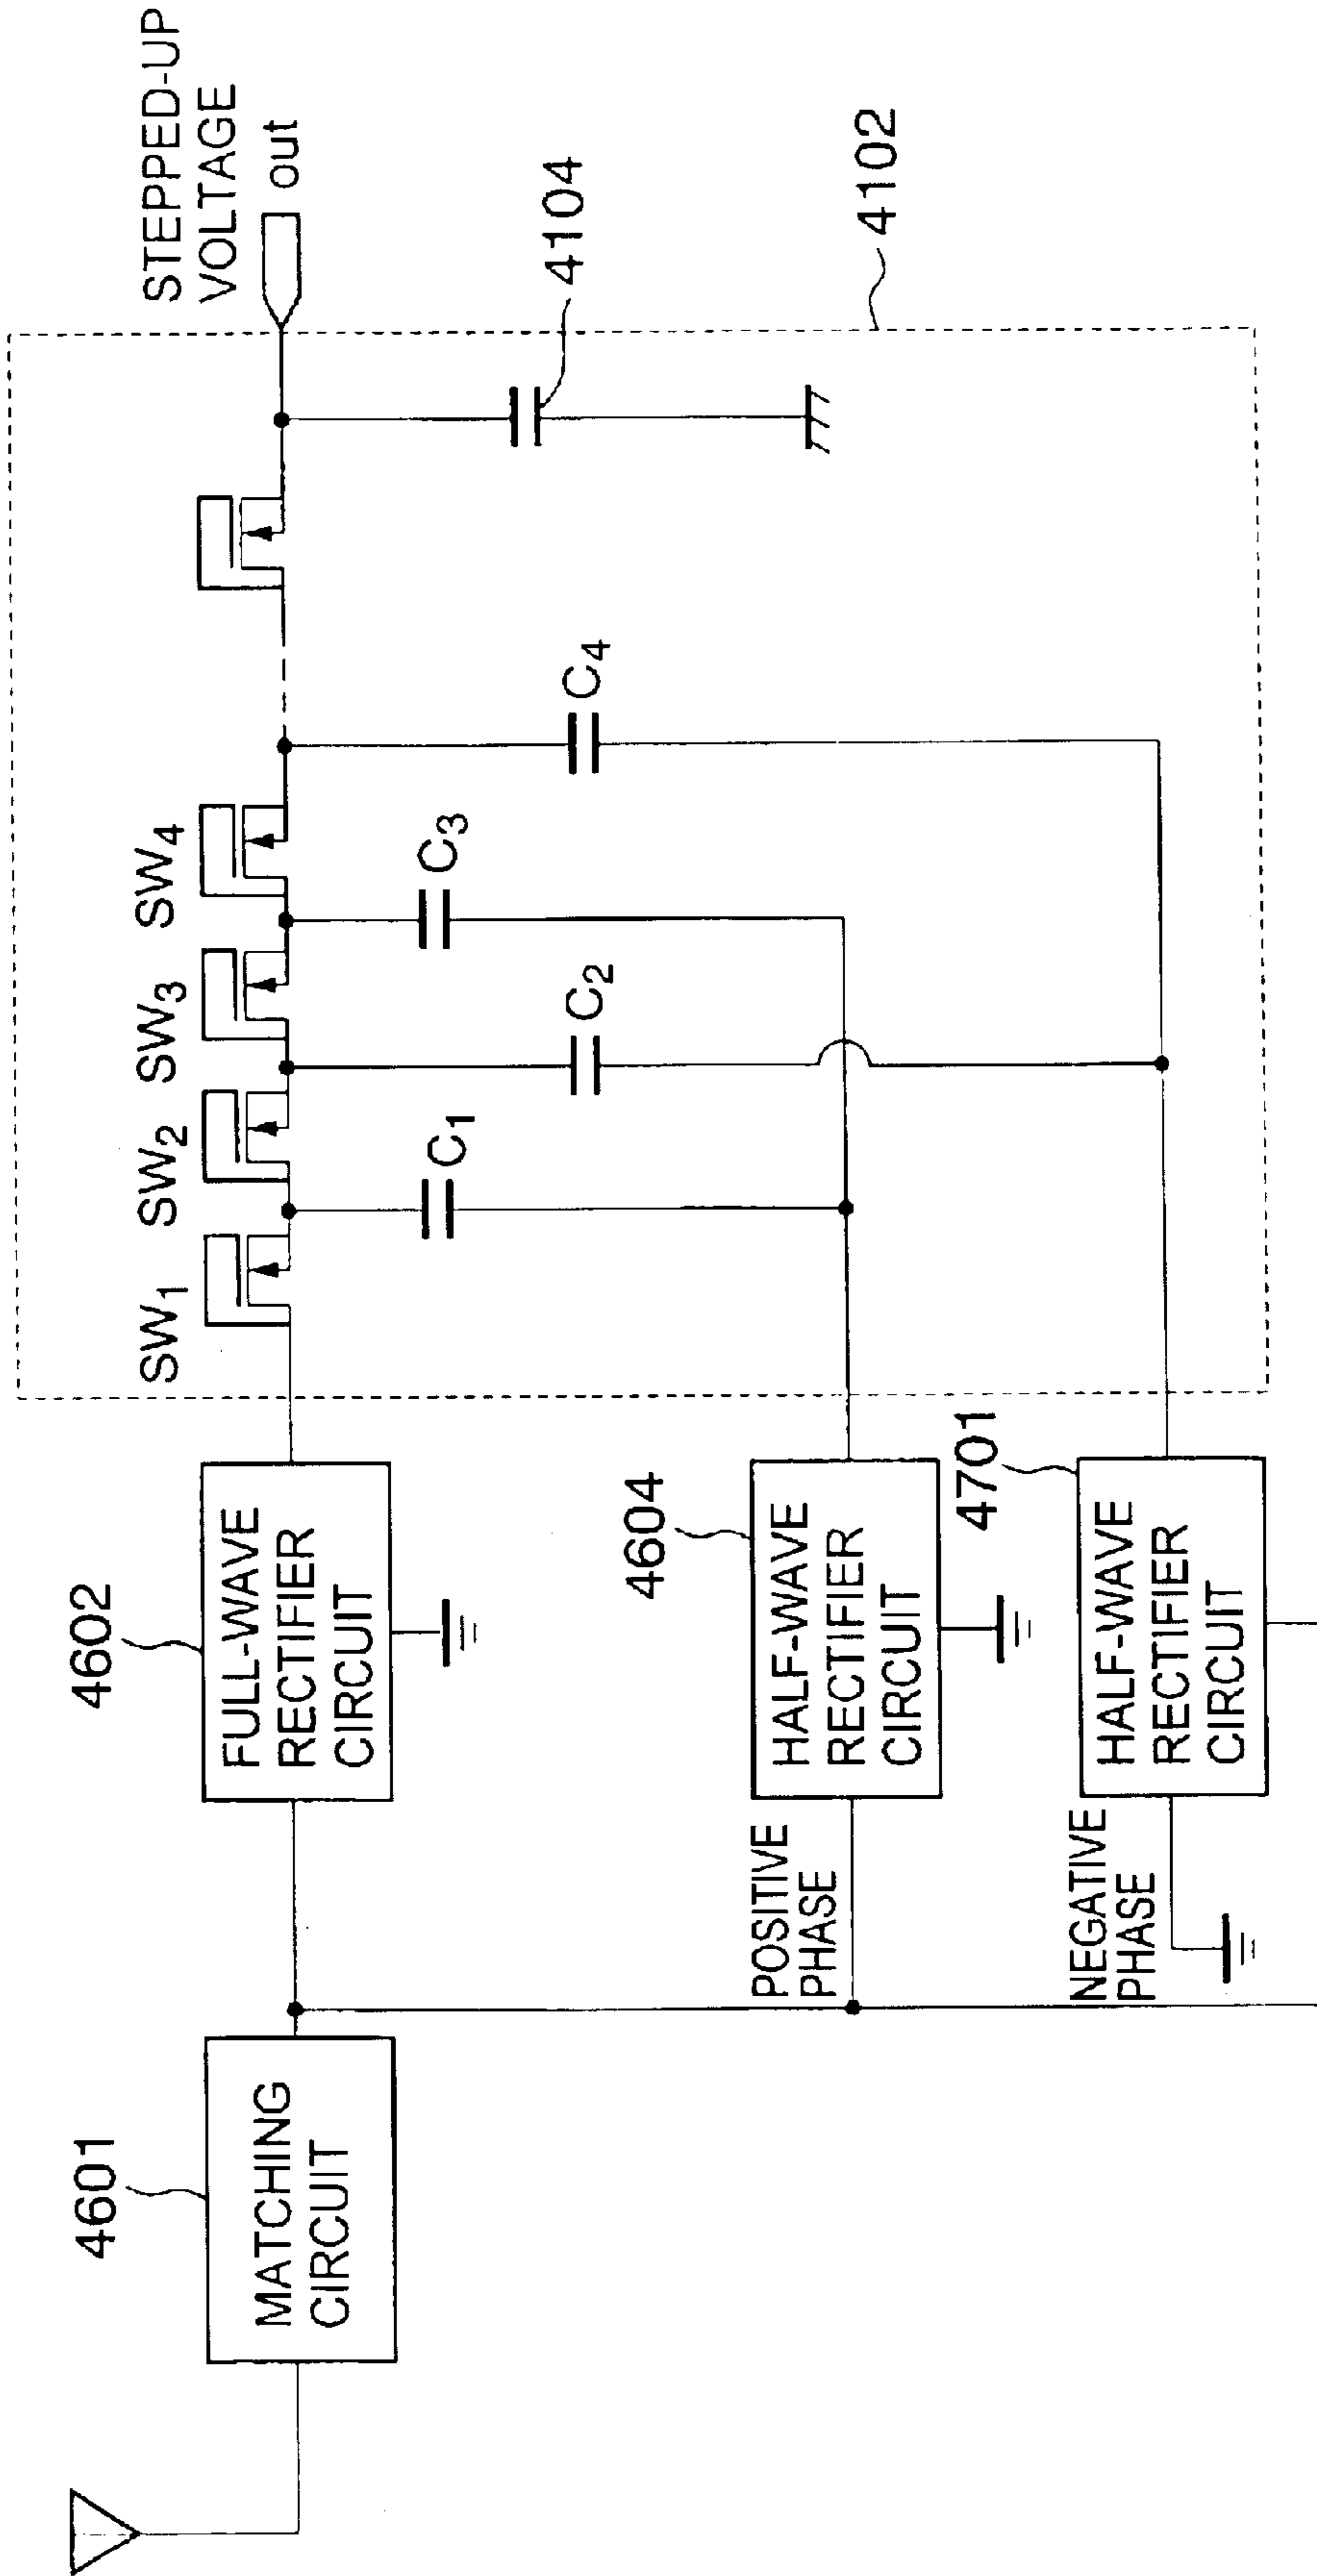 4601
MATCHING
CIRCUIT
4602
FULL-WAVE
RECTIFIER
CIRCUIT
POSITIVE
PHASE
4604
HALF-WAVE
RECTIFIER
CIRCUIT
NEGATIVE
PHASE
4701
HALF-WAVE
RECTIFIER
CIRCUIT
SW1
SW2
SW3
SW4
C1
C2
C3
C4
STEPPED-UP
VOLTAGE
out
4104
4102